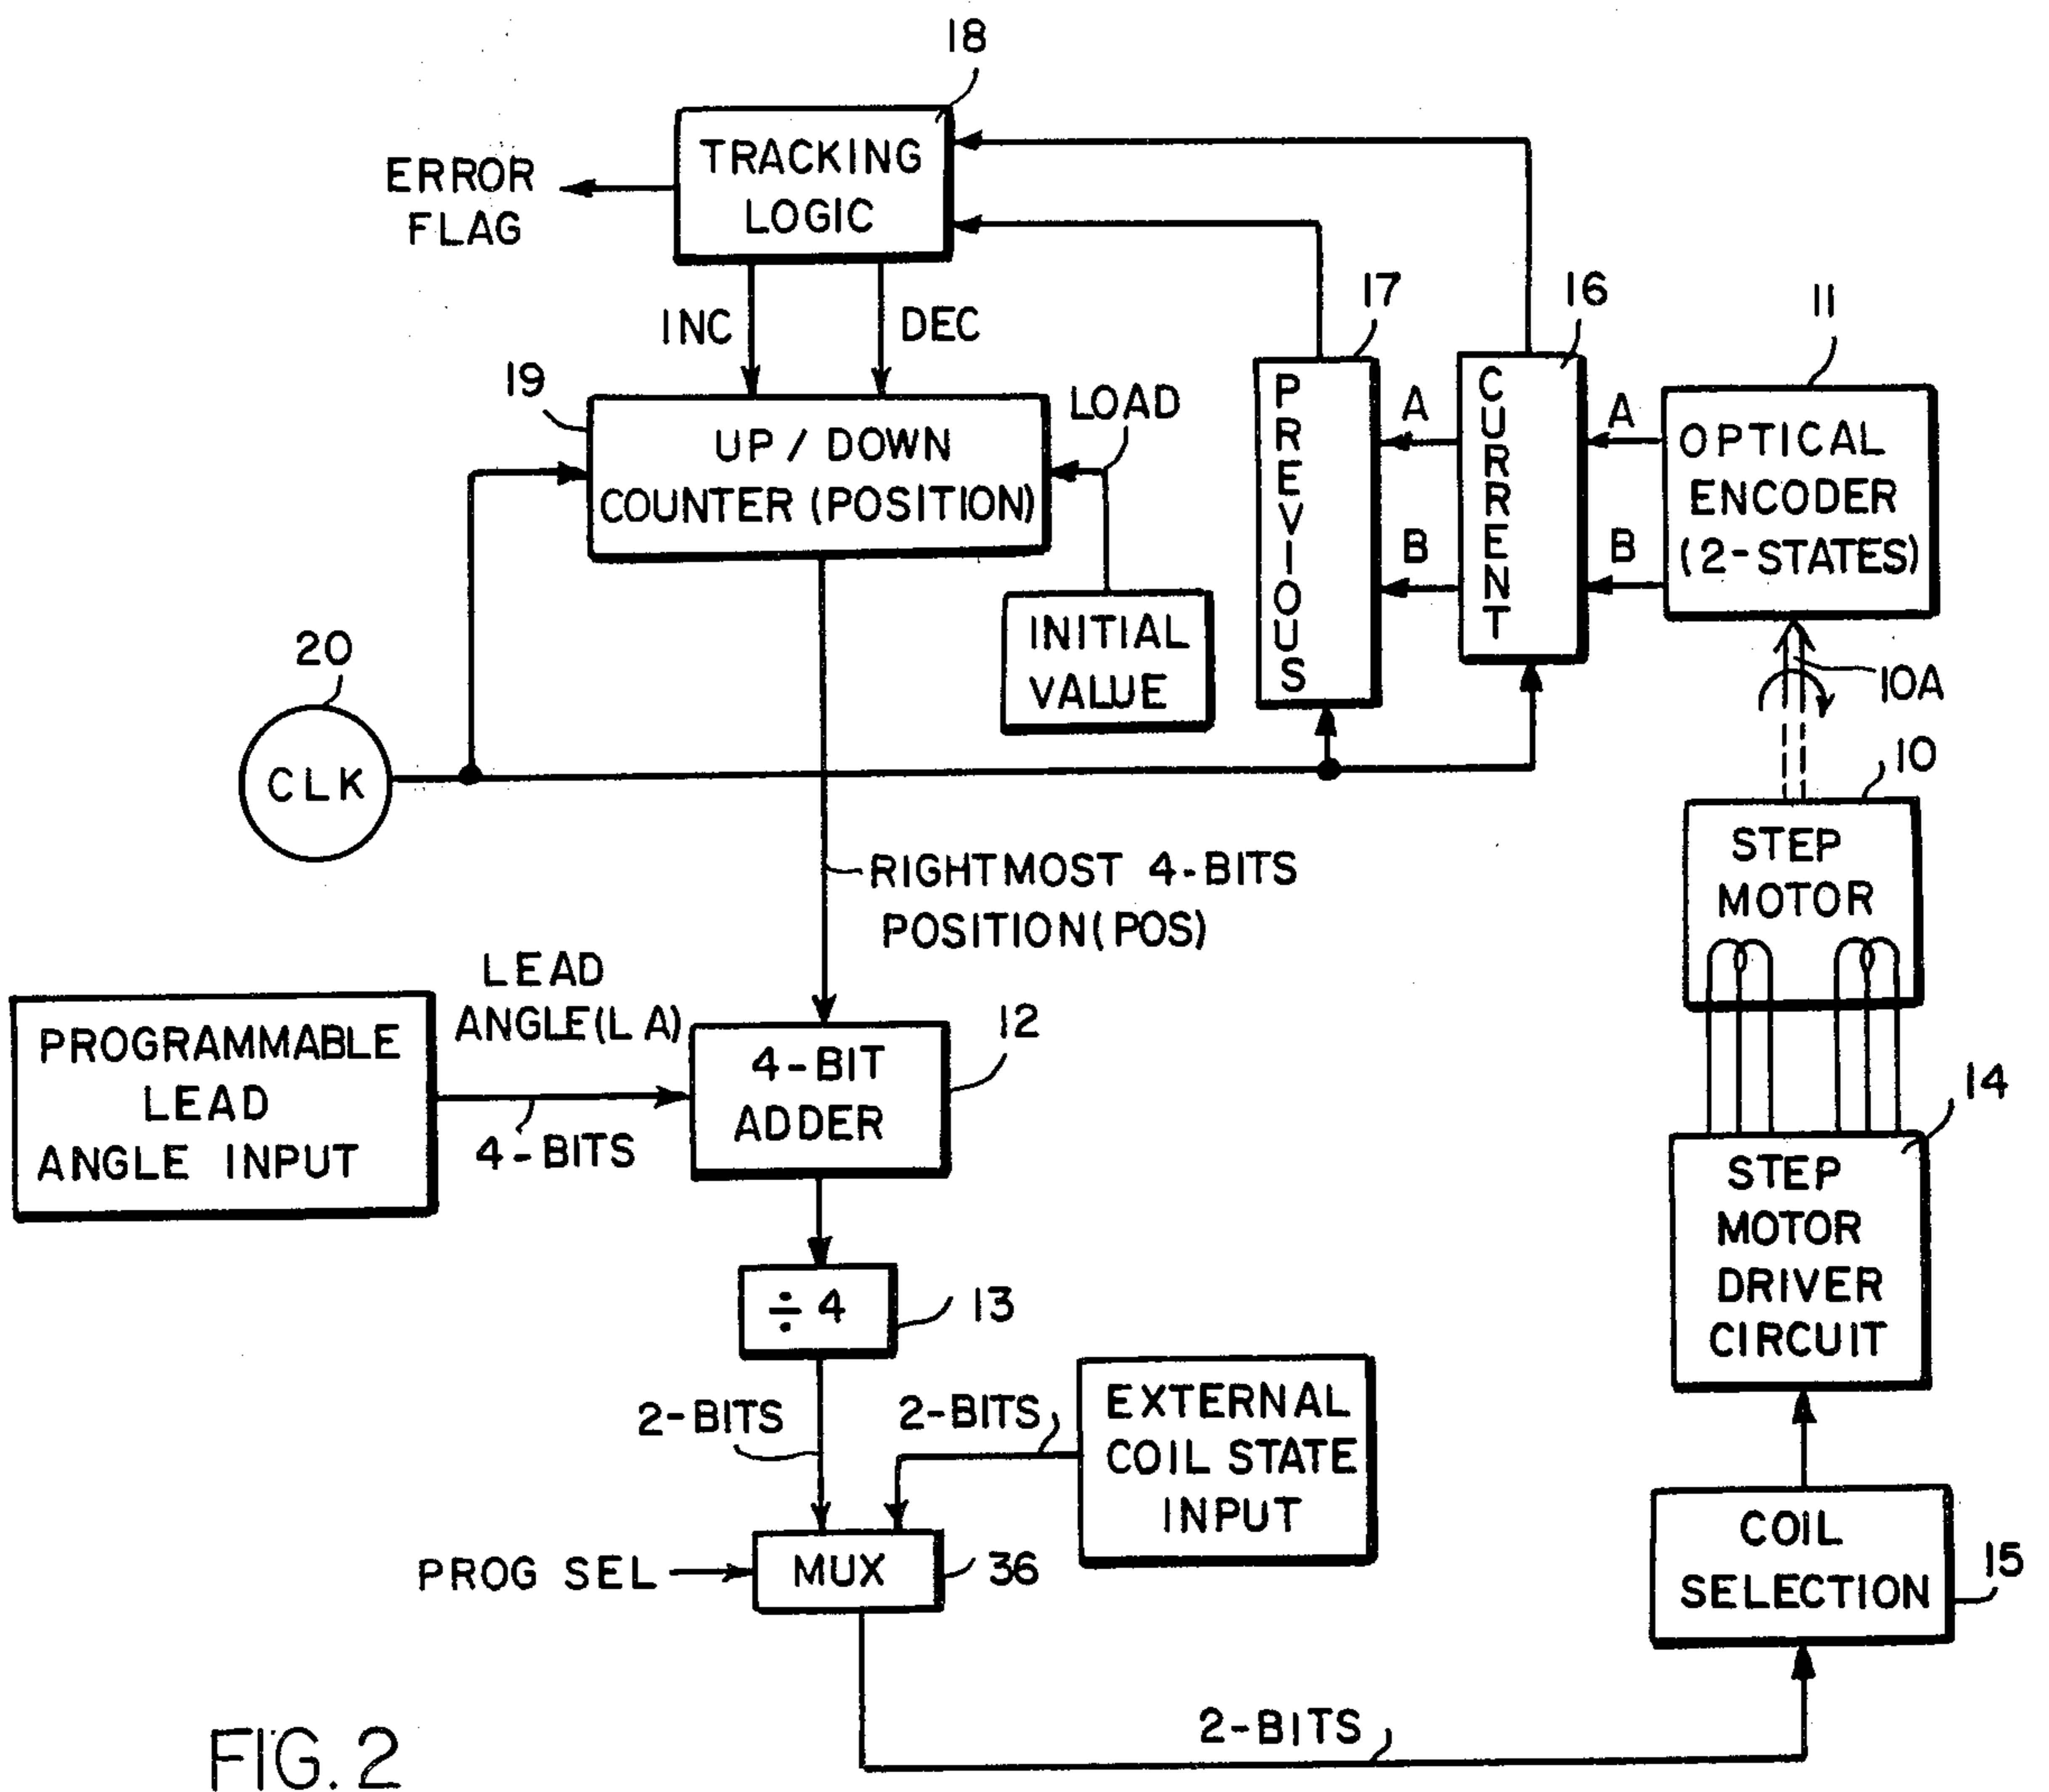 18
TRACKING
LOGIC
ERROR
FLAG
INC
DEC
17
16
11
19
UP / DOWN
COUNTER (POSITION)
LOAD
PREVIOUS
A
B
CURRENT
A
B
OPTICAL
ENCODER
(2-STATES)
INITIAL
VALUE
20
CLK
10A
10
STEP
MOTOR
RIGHTMOST 4-BITS
POSITION(POS)
LEAD
ANGLE(LA)
PROGRAMMABLE
LEAD
ANGLE INPUT
4-BITS
12
4-BIT
ADDER
14
STEP
MOTOR
DRIVER
CIRCUIT
÷4
13
2-BITS
2-BITS
EXTERNAL
COIL STATE
INPUT
PROG SEL
MUX
36
COIL
SELECTION
15
2-BITS
FIG. 2